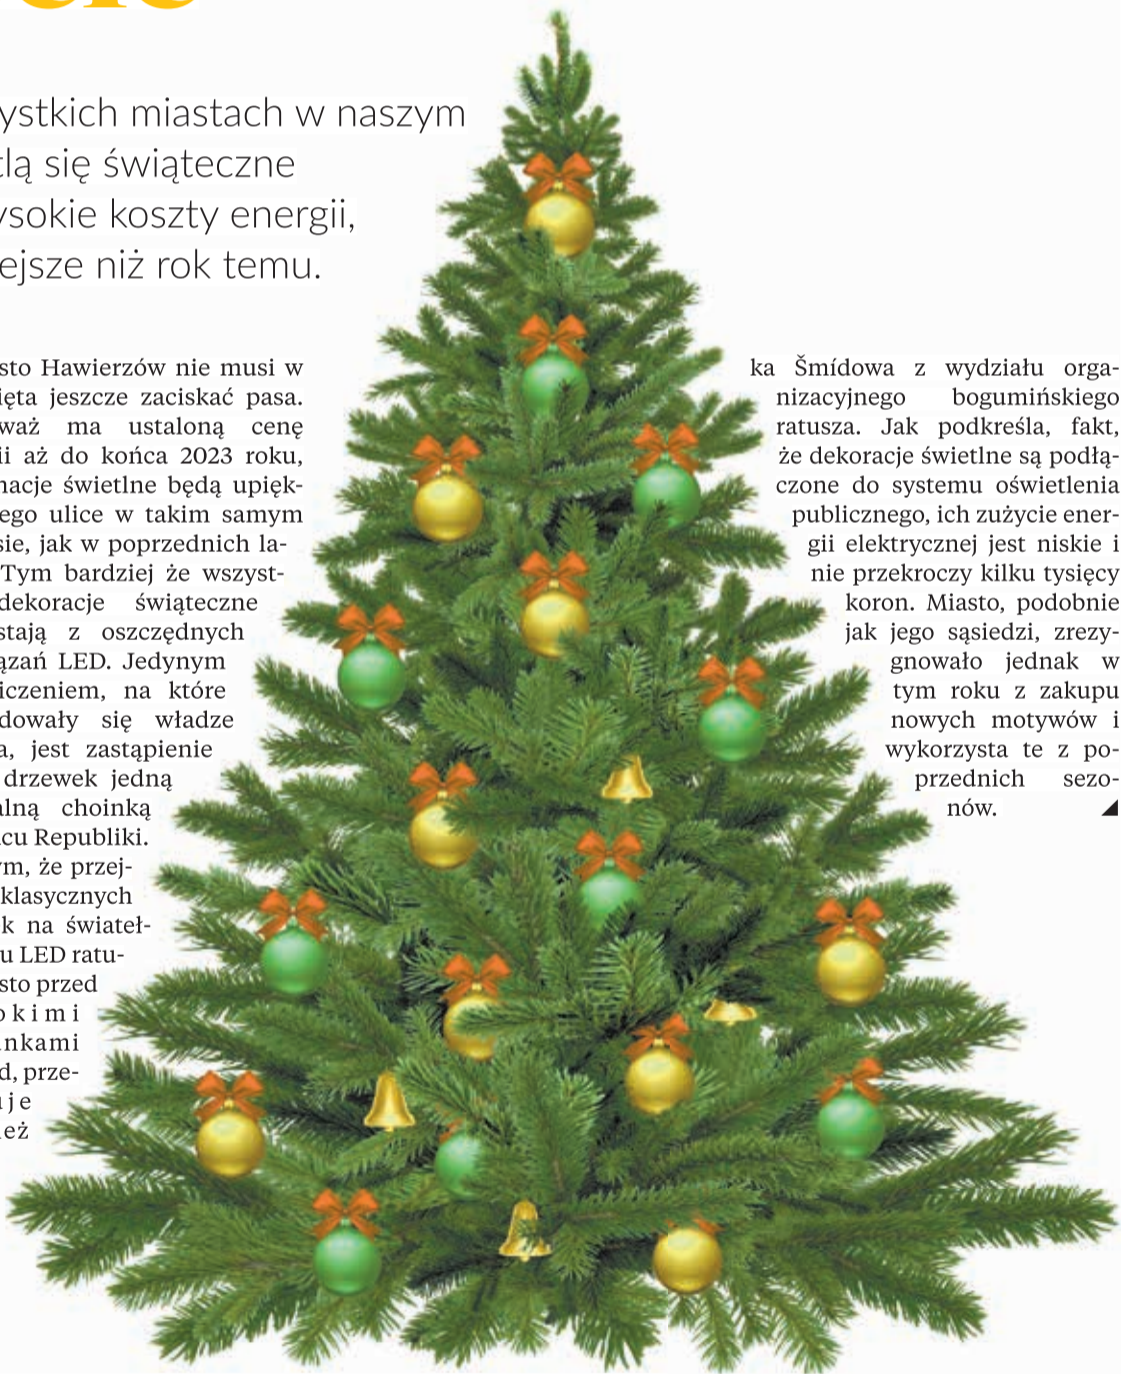 ystkich miastach w naszym
tlą się świąteczne
ysokie koszty energii,
ejsze niż rok temu.
sto Hawierzów nie musi w
ięta jeszcze zaciskać pasa.
waż ma ustaloną cenę
ii aż do końca 2023 roku,
nacje świetlne będą upięk-
ego ulice w takim samym
sie, jak w poprzednich la-
Tym bardziej że wszyst-
dekoracje świąteczne
stają z oszczędnych
ązań LED. Jedynym
iczeniem, na które
dowały się władze
a, jest zastąpienie
drzewek jedną
alną choinką
cu Republiki.
ym, że przej-
klasycznych
k na świateł-
u LED ratu-
sto przed
okimi
nkami
d, prze-
uje
eż
ka Šmídowa z wydziału orga-
nizacyjnego bogumińskiego
ratusza. Jak podkreśla, fakt,
że dekoracje świetlne są podłą-
czone do systemu oświetlenia
publicznego, ich zużycie ener-
gii elektrycznej jest niskie i
nie przekroczy kilku tysięcy
koron. Miasto, podobnie
jak jego sąsiedzi, zrezy-
gnowało jednak w
tym roku z zakupu
nowych motywów i
wykorzysta te z po-
przednich sezo-
nów.